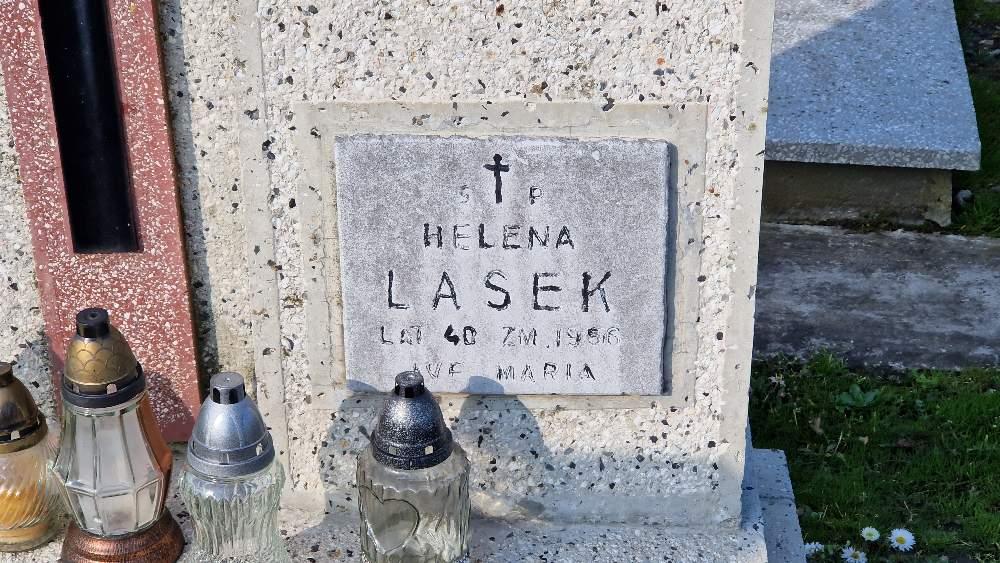 Ś P
HELENA
LASEK
LAT 40 ZM. 1956
AVE MARIA